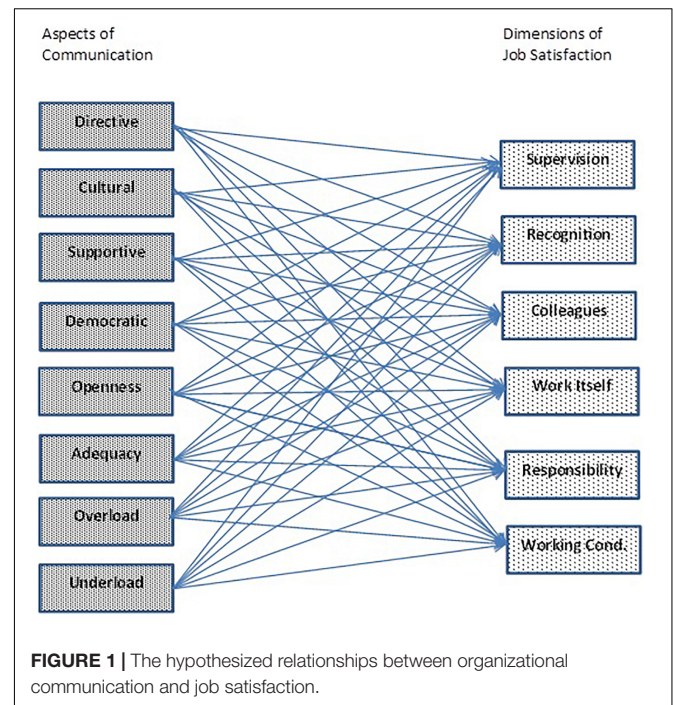 Aspects of
Communication
Dimensions of
Job Satisfaction
Directive
Cultural
Supportive
Democratic
Openness
Adequacy
Overload
Underload
Supervision
Recognition
Colleagues
Work Itself
Responsibility
Working Cond.
FIGURE 1 | The hypothesized relationships between organizational
communication and job satisfaction.